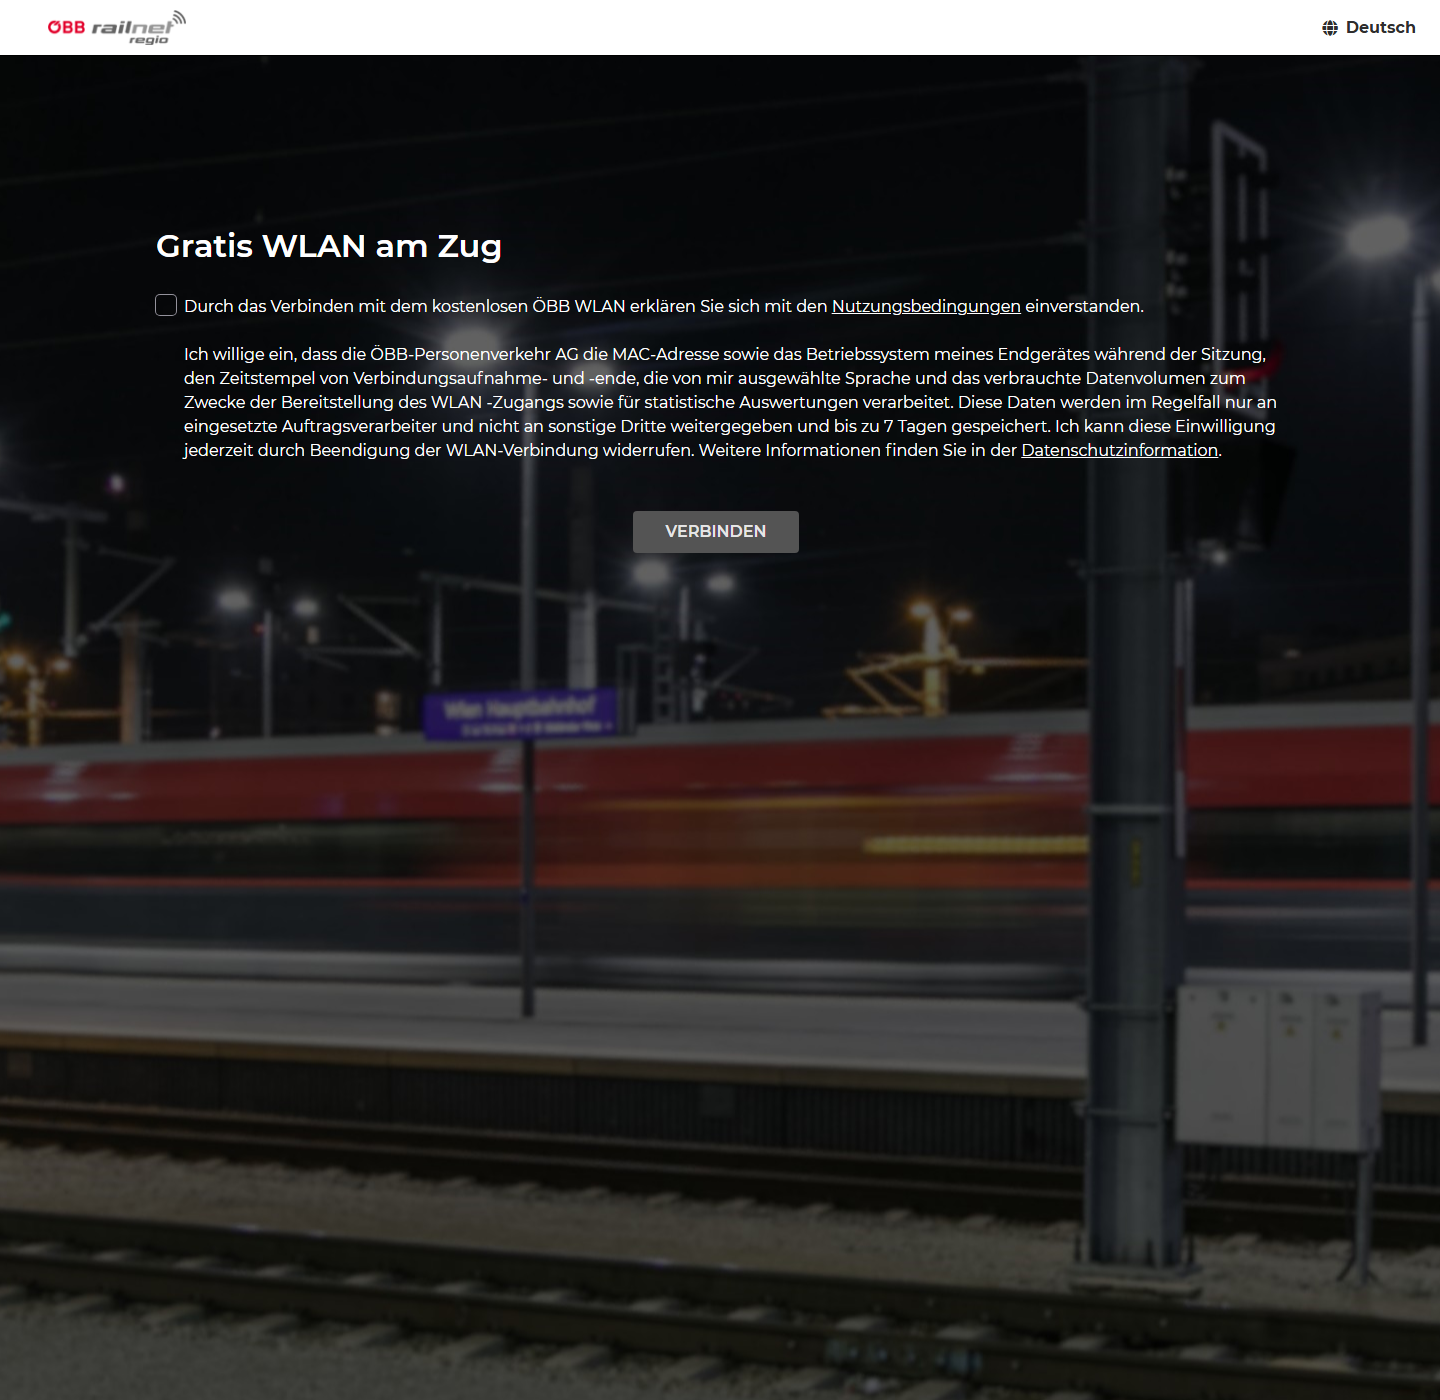 ÖBB railnet
regio
Deutsch
Gratis WLAN am Zug
Durch das Verbinden mit dem kostenlosen ÖBB WLAN erklären Sie sich mit den Nutzungsbedingungen einverstanden.
Ich willige ein, dass die ÖBB-Personenverkehr AG die MAC-Adresse sowie das Betriebssystem meines Endgerätes während der Sitzung,
den Zeitstempel von Verbindungsaufnahme- und -ende, die von mir ausgewählte Sprache und das verbrauchte Datenvolumen zum
Zwecke der Bereitstellung des WLAN -Zugangs sowie für statistische Auswertungen verarbeitet. Diese Daten werden im Regelfall nur an
eingesetzte Auftragsverarbeiter und nicht an sonstige Dritte weitergegeben und bis zu 7 Tagen gespeichert. Ich kann diese Einwilligung
jederzeit durch Beendigung der WLAN-Verbindung widerrufen. Weitere Informationen finden Sie in der Datenschutzinformation.
VERBINDEN
Wien Hauptbahnhof